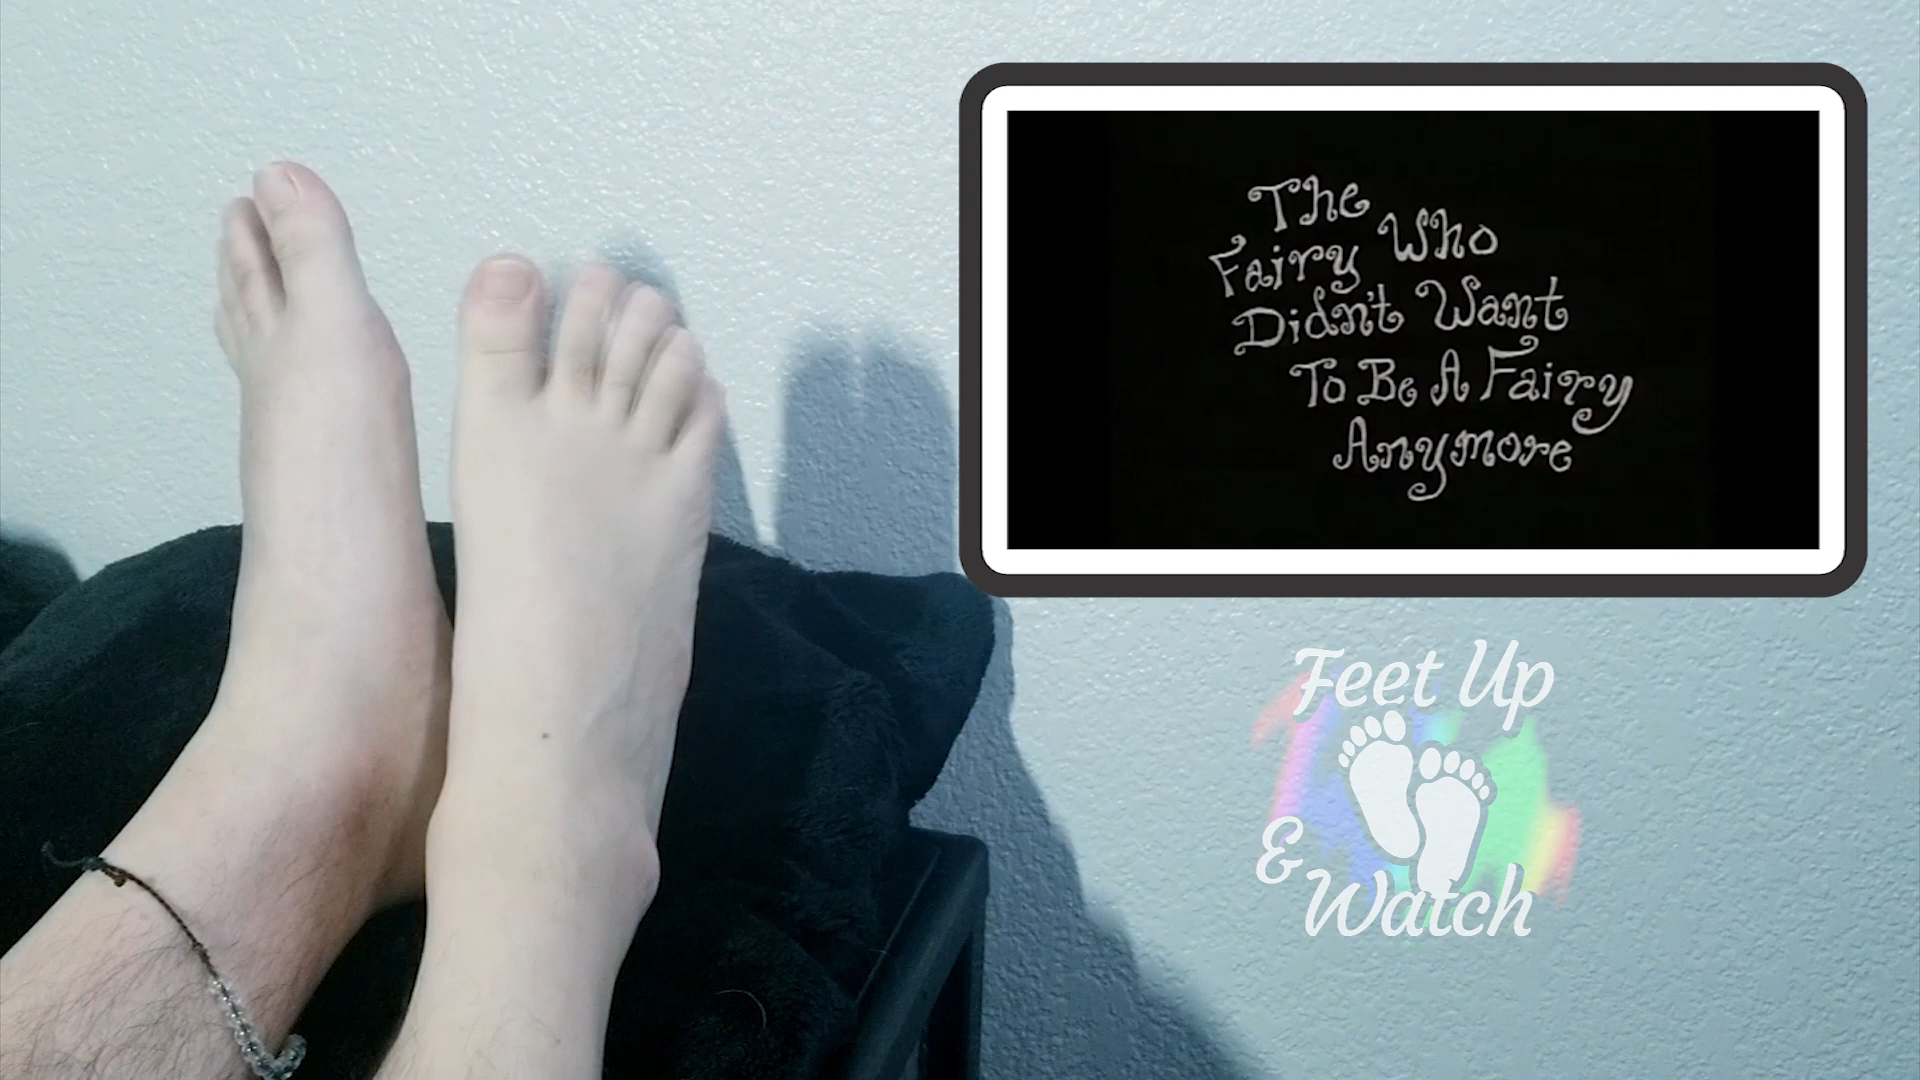 The
Fairy Who
Didn't Want
To Be A Fairy
Anymore
Feet Up
&
Watch